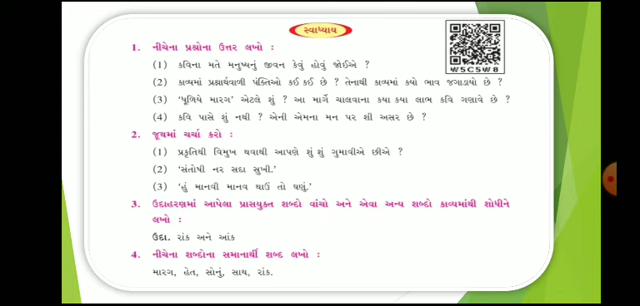 સ્વાધ્યાય
1. નીચેના પ્રશ્નોના ઉત્તર લખો :
(1) કવિના મતે મનુષ્યનું જીવન કેવું હોવું જોઈએ ?
(2) કાવ્યમાં પ્રશ્નાર્થવાળી પંક્તિઓ કઈ કઈ છે ? તેનાથી કાવ્યમાં કયો ભાવ જગાડાયો છે ?
(3) ‘ધૂળિયે મારગ’ એટલે શું ? આ માર્ગે ચાલવાના કયા કયા લાભ કવિ ગણાવે છે ?
(4) કવિ પાસે શું નથી ? એની એમના મન પર શી અસર છે ?
W5C5W8
2. જૂથમાં ચર્ચા કરો :
(1) પ્રકૃતિથી વિમુખ થવાથી આપણે શું શું ગુમાવીએ છીએ ?
(2) ‘સંતોષી નર સદા સુખી.’
(3) ‘હું માનવી માનવ થાઉં તો ઘણું.’
3. ઉદાહરણમાં આપેલા પ્રાસયુક્ત શબ્દો વાંચો અને એવા અન્ય શબ્દો કાવ્યમાંથી શોધીને
લખો :
ઉદા. રાંક અને આંક
4. નીચેના શબ્દોના સમાનાર્થી શબ્દ લખો :
મારગ, હેત, સોનું, સાથ, રાંક.